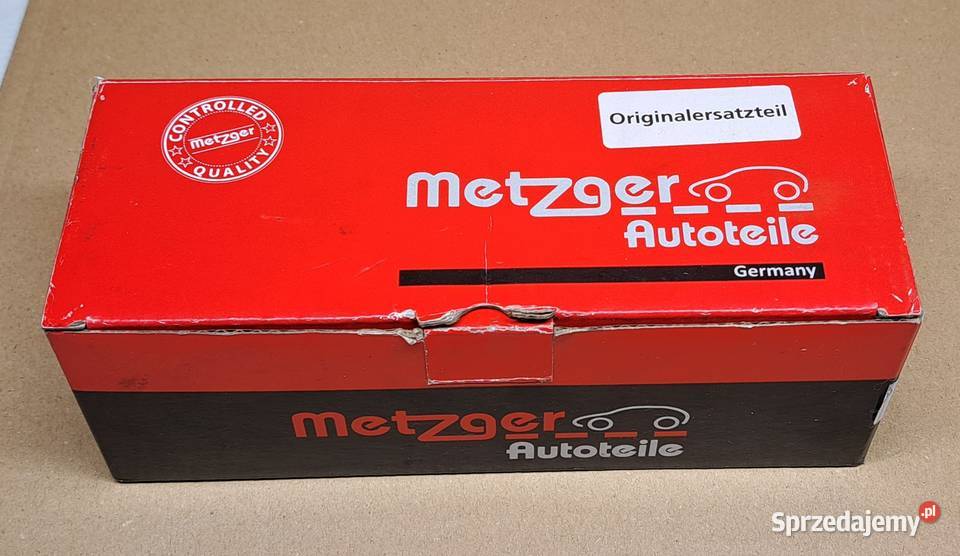 CONTROLLED
metzger
QUALITY
Originalersatzteil
metzger
Autoteile
Germany
metzger
Autoteile
Sprzedajemy.pl